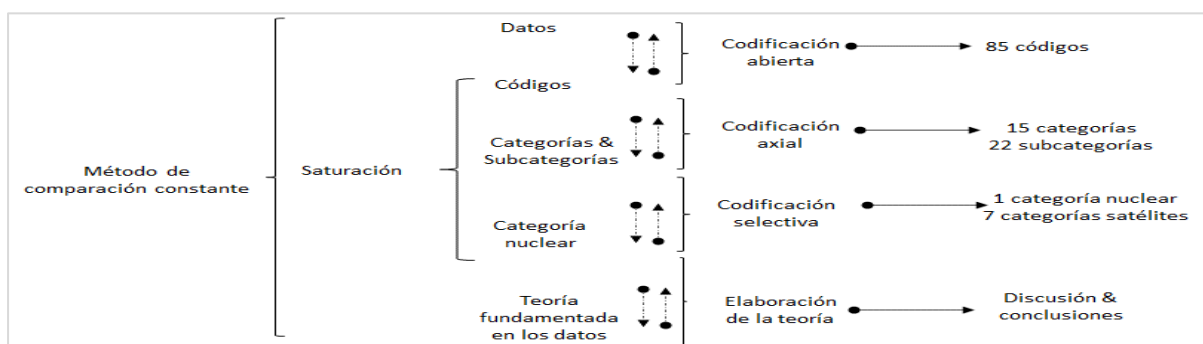 Datos
Codificación
abierta
85 códigos
Códigos
Categorías &
Subcategorías
Codificación
axial
15 categorías
22 subcategorías
Método de
comparación constante
Saturación
Categoría
nuclear
Codificación
selectiva
1 categoría nuclear
7 categorías satélites
Teoría
fundamentada
en los datos
Elaboración
de la teoría
Discusión &
conclusiones